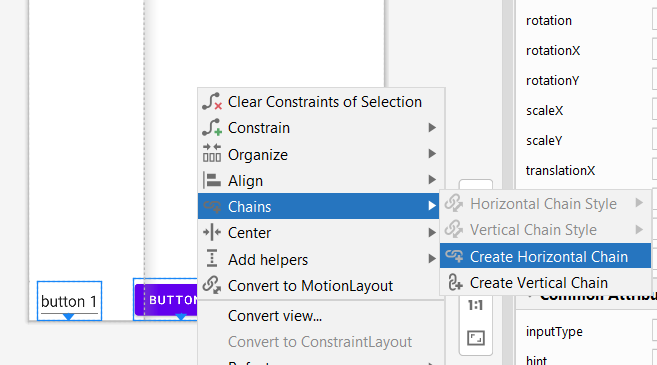 rotation
rotationX
rotationY
scaleX
scaleY
translationX
Clear Constraints of Selection
Constrain
Organize
Align
Chains
Center
Add helpers
Convert to MotionLayout
Convert view...
Convert to ConstraintLayout
Horizontal Chain Style
Vertical Chain Style
Create Horizontal Chain
Create Vertical Chain
button 1
BUTTON
1:1
Common Attribu
inputType
hint